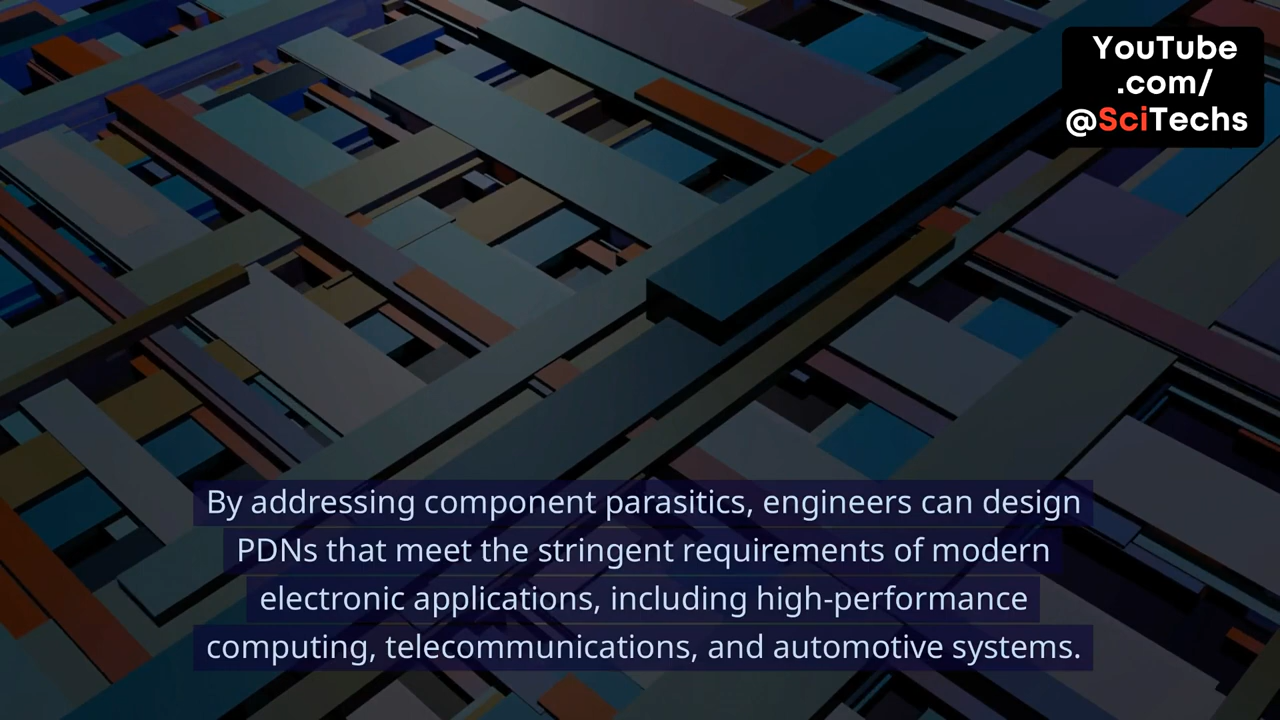 YouTube
.com/
@SciTechs
By addressing component parasitics, engineers can design
PDNs that meet the stringent requirements of modern
electronic applications, including high-performance
computing, telecommunications, and automotive systems.